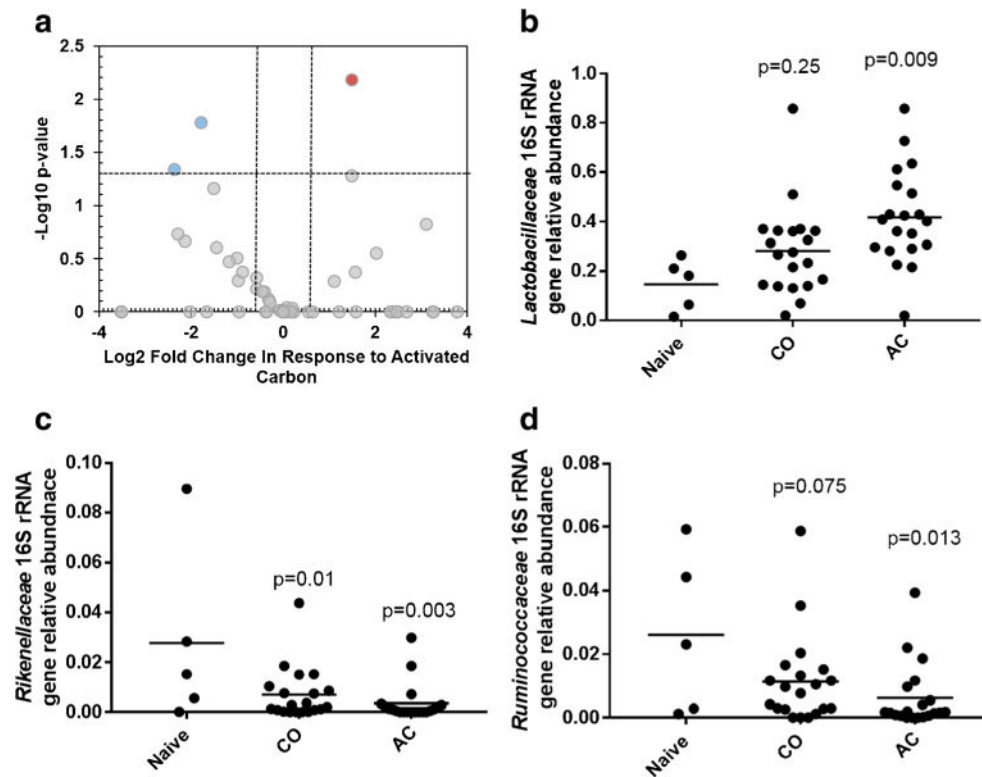 a
2.5
2
1.5
1
0.5
0
-4
-2
0
2
4
-Log10 p-value
Log2 Fold Change In Response to Activated
Carbon
b
p=0.25
p=0.009
1.0
0.8
0.6
0.4
0.2
0.0
Lactobacillaceae 16S rRNA
gene relative abundance
Naive
CO
AC
c
0.10
0.08
0.06
0.04
0.02
0.00
Rikenellaceae 16S rRNA
gene relative abundnace
p=0.01
p=0.003
Naive
CO
AC
d
0.08
0.06
0.04
0.02
0.00
Ruminococcaceae 16S rRNA
gene relative abundance
p=0.075
p=0.013
Naive
CO
AC